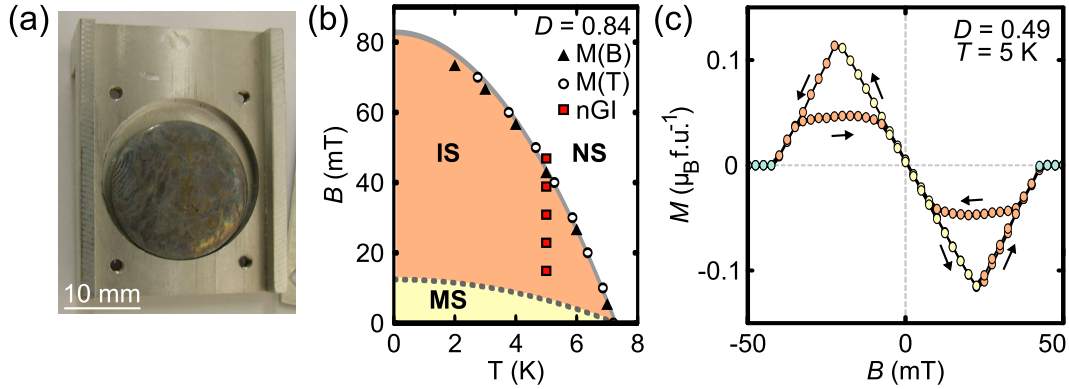 (a)
10 mm
(b)
D = 0.84
M(B)
M(T)
nGI
IS
NS
MS
B (mT)
80
60
40
20
0
0 2 4 6 8
T (K)
(c)
D = 0.49
T = 5 K
M (μB f.u.⁻¹)
0.1
0
-0.1
-50 0 50
B (mT)